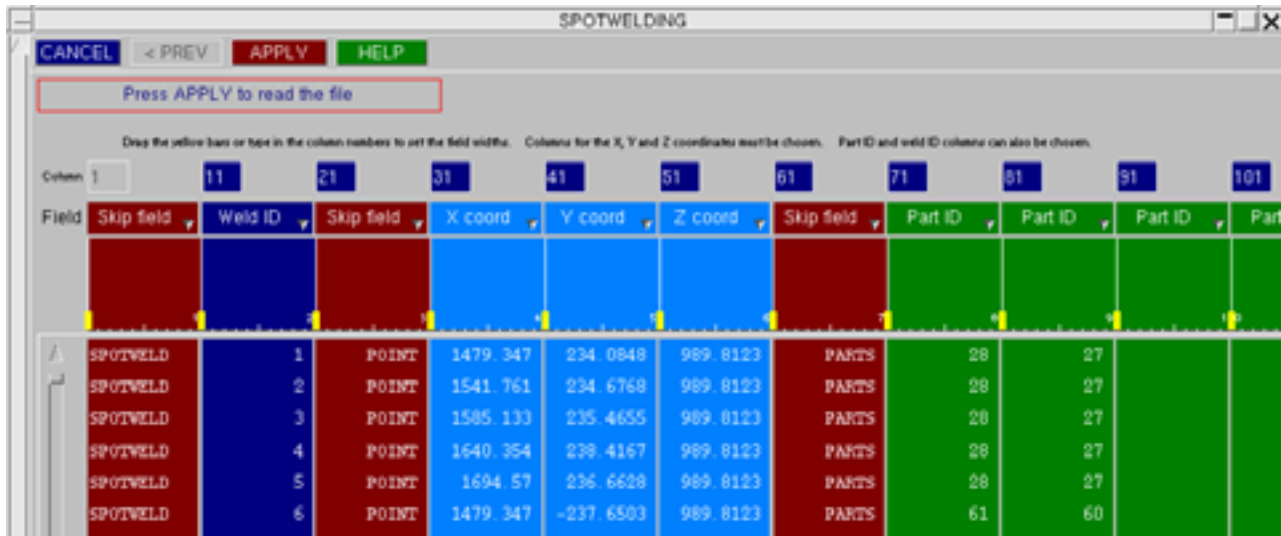 SPOTWELDING
CANCEL < PREV APPLY HELP
Press APPLY to read the file
Drag the yellow bars or type in the column numbers to set the field widths. Columns for the X, Y and Z coordinates must be chosen. Part ID and weld ID columns can also be chosen.
Column 1 11 21 31 41 51 61 71 81 91 101
Field Skip field Weld ID Skip field X coord Y coord Z coord Skip field Part ID Part ID Part ID Part
SPOTWELD 1 POINT 1479.347 234.0848 989.8123 PARTS 28 27
SPOTWELD 2 POINT 1541.761 234.6768 989.8123 PARTS 28 27
SPOTWELD 3 POINT 1585.133 235.4655 989.8123 PARTS 28 27
SPOTWELD 4 POINT 1640.354 238.4167 989.8123 PARTS 28 27
SPOTWELD 5 POINT 1694.57 236.6628 989.8123 PARTS 28 27
SPOTWELD 6 POINT 1479.347 -237.6503 989.8123 PARTS 61 60